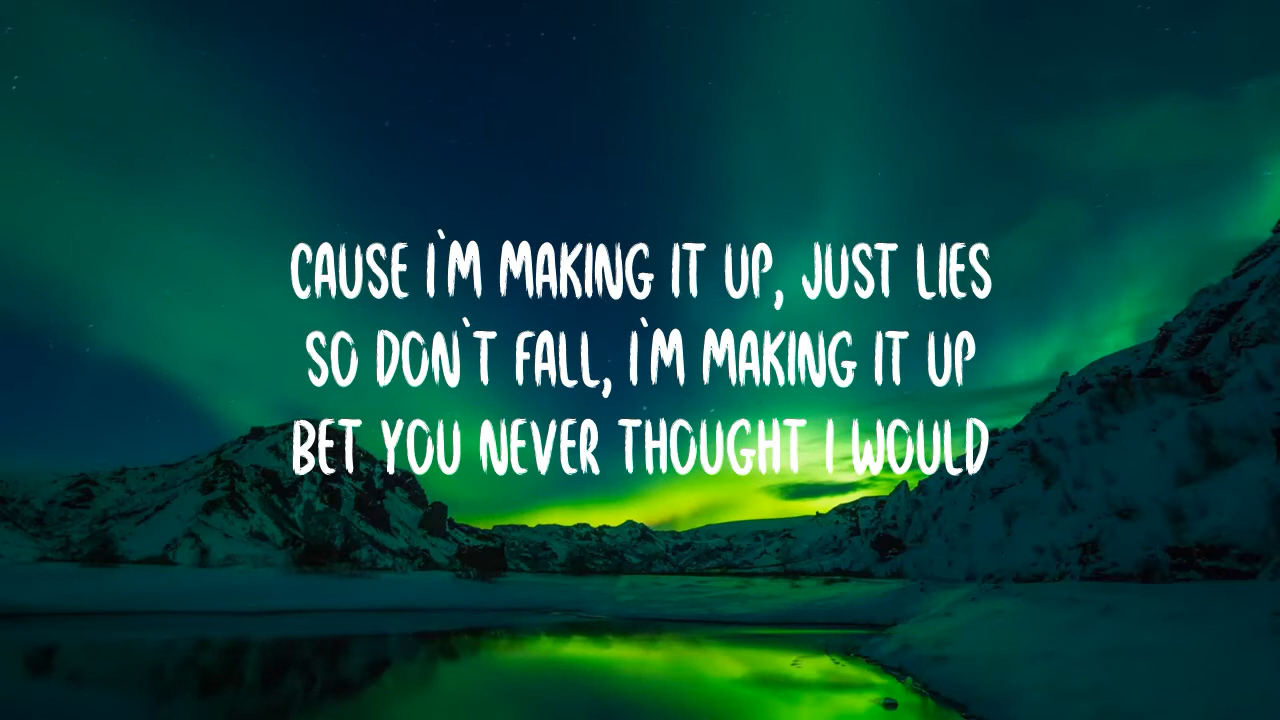 CAUSE I`M MAKING IT UP, JUST LIES
SO DON`T FALL, I`M MAKING IT UP
BET YOU NEVER THOUGHT I WOULD